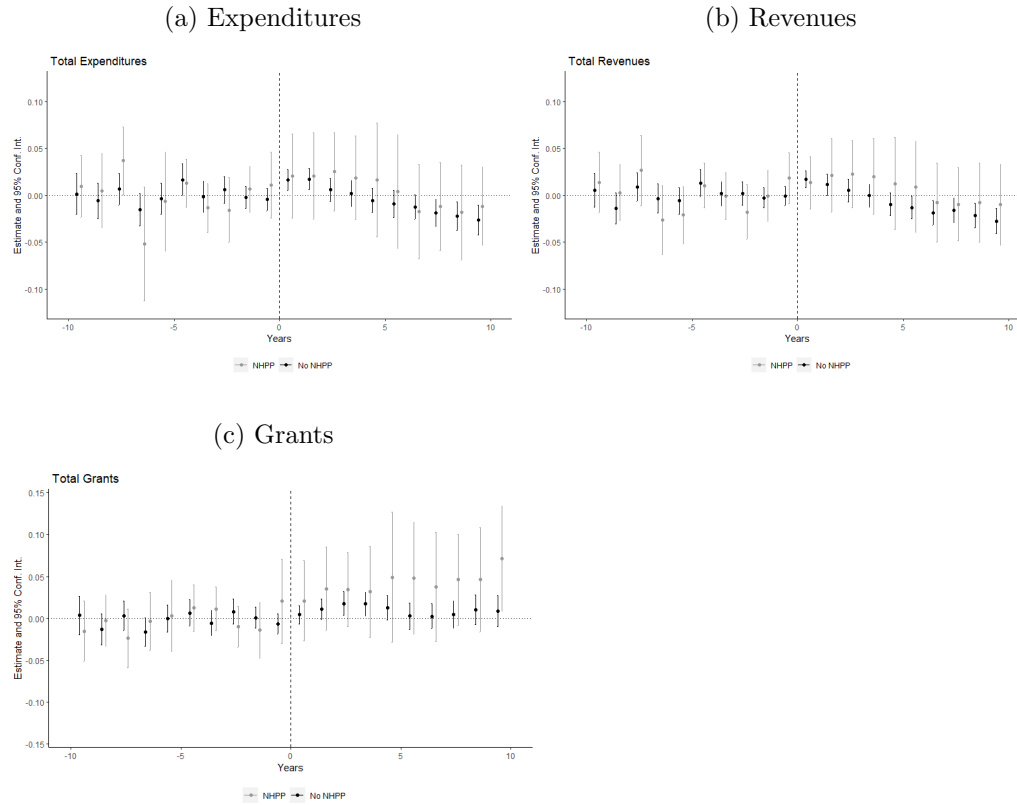 (a) Expenditures
Total Expenditures
Estimate and 95% Conf. Int.
0.10
0.05
0.00
-0.05
-0.10
-10
-5
0
5
10
Years
NHPP
No NHPP
(b) Revenues
Total Revenues
Estimate and 95% Conf. Int.
0.10
0.05
0.00
-0.05
-0.10
-10
-5
0
5
10
Years
NHPP
No NHPP
(c) Grants
Total Grants
Estimate and 95% Conf. Int.
0.15
0.10
0.05
0.00
-0.05
-0.10
-0.15
-10
-5
0
5
10
Years
NHPP
No NHPP